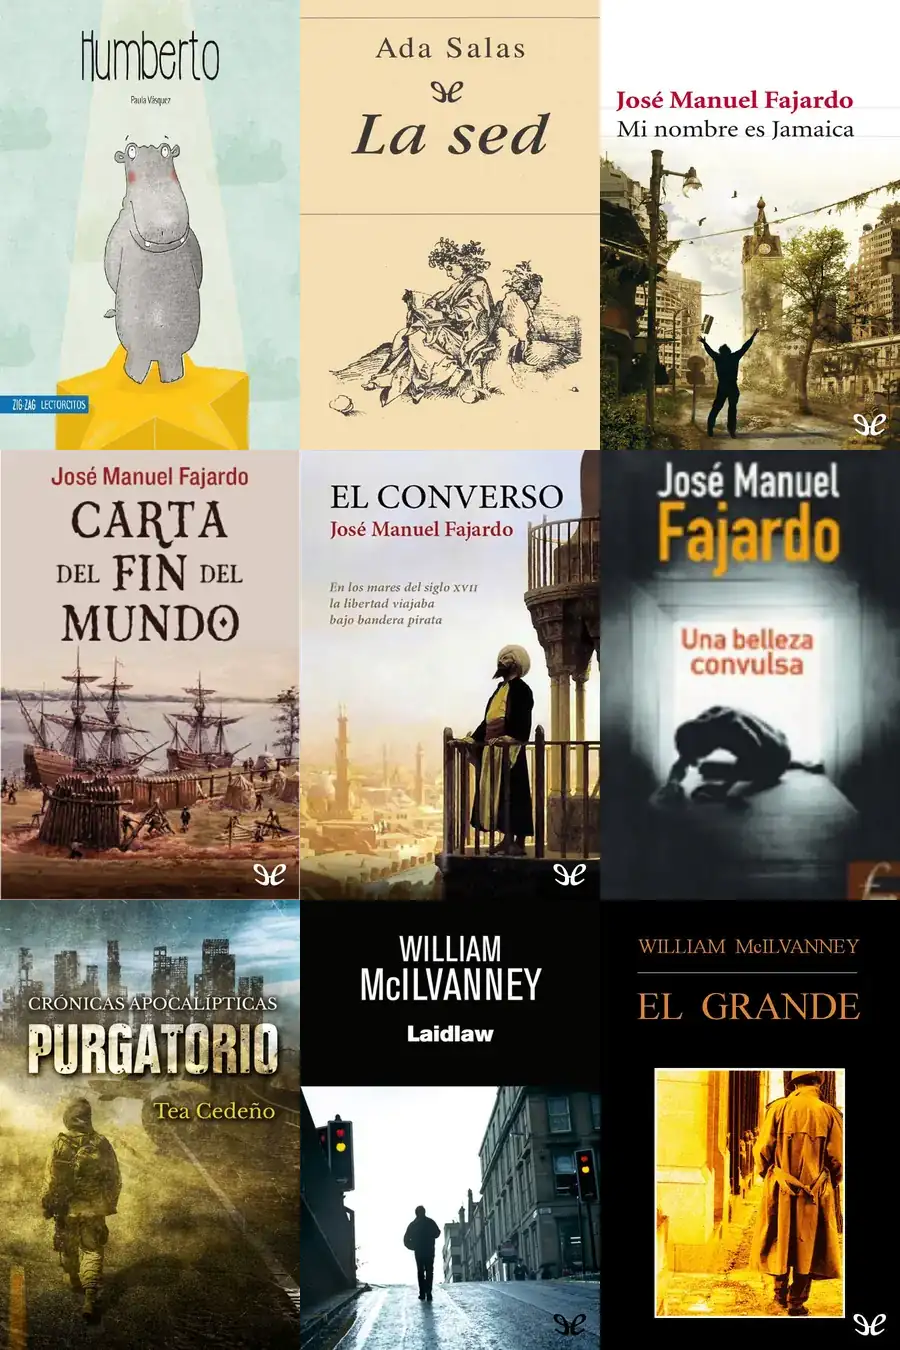 Humberto
Paula Vásquez
ZIG-ZAG LECTORCITOS
Ada Salas
La sed
José Manuel Fajardo
Mi nombre es Jamaica
José Manuel Fajardo
CARTA
DEL FIN DEL
MUNDO
EL CONVERSO
José Manuel Fajardo
En los mares del siglo XVII
la libertad viajaba
bajo bandera pirata
José Manuel
Fajardo
Una belleza
convulsa
CRÓNICAS APOCALÍPTICAS
PURGATORIO
Tea Cedeño
WILLIAM
McILVANNEY
Laidlaw
WILLIAM McILVANNEY
EL GRANDE